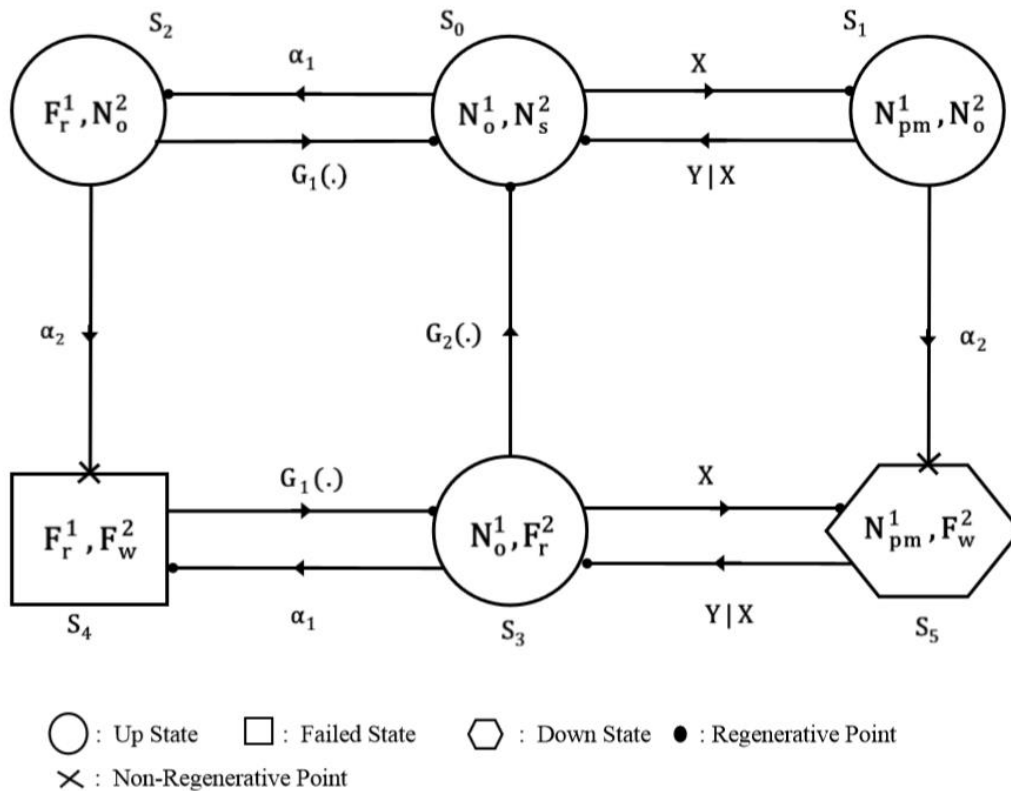 S₂ S₀ S₁
α₁ X
F¹ᵣ, N²ₒ N¹ₒ, N²ₛ N¹ₚₘ, N²ₒ
G₁(.) Y|X
α₂ G₂(.) α₂
G₁(.) X
F¹ᵣ, F²w N¹ₒ, F²ᵣ N¹ₚₘ, F²w
α₁ Y|X
S₄ S₃ S₅
: Up State : Failed State : Down State : Regenerative Point
: Non-Regenerative Point